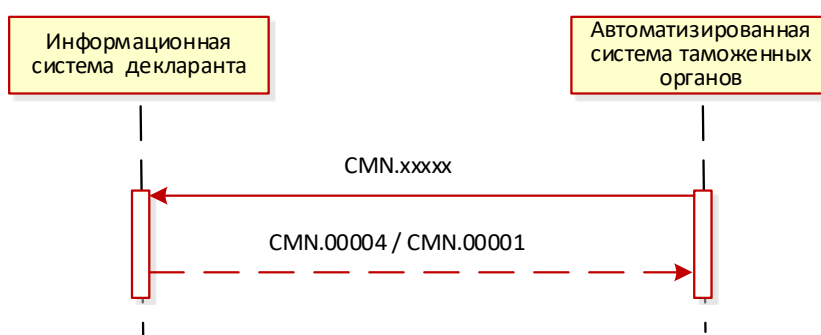 Информационная
система декларанта
Автоматизированная
система таможенных
органов
CMN.xxxxx
CMN.00004 / CMN.00001